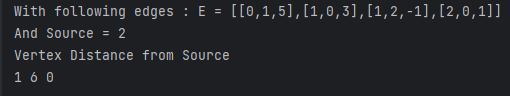 With following edges : E = [[0,1,5],[1,0,3],[1,2,-1],[2,0,1]]
And Source = 2
Vertex Distance from Source
1 6 0